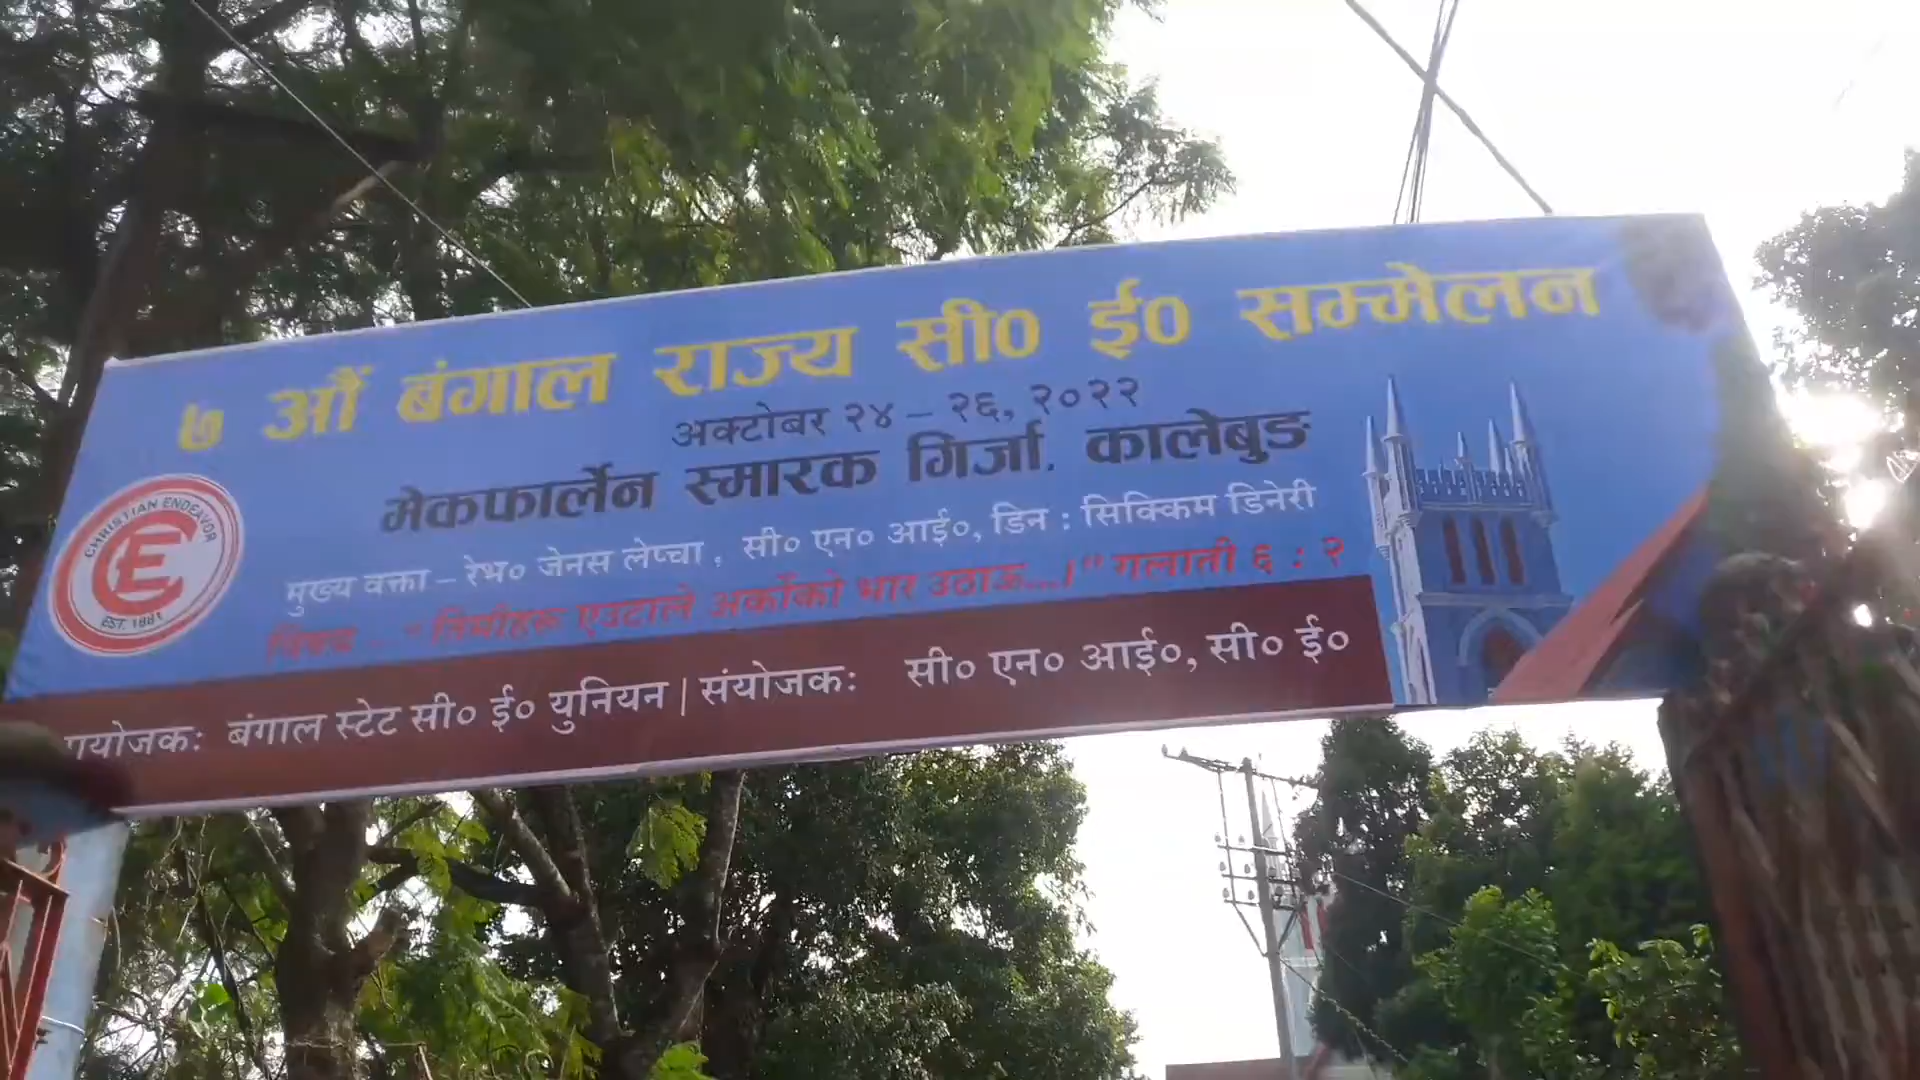 ७ औं बंगाल राज्य सी० ई० सम्मेलन
अक्टोबर २४ – २६, २०२२
मेकफार्लेन स्मारक गिर्जा, कालेबुङ
मुख्य वक्ता – रेभ० जेनस लेप्चा, सी० एन० आई०, डिन : सिक्किम डिनेरी
विषय – "तिमीहरू एउटाले अर्काको भार उठाऊ...।" गलाती ६ : २
CHRISTIAN ENDEAVOR
CE
EST. 1881
योजक: बंगाल स्टेट सी० ई० युनियन | संयोजक: सी० एन० आई०, सी० ई०